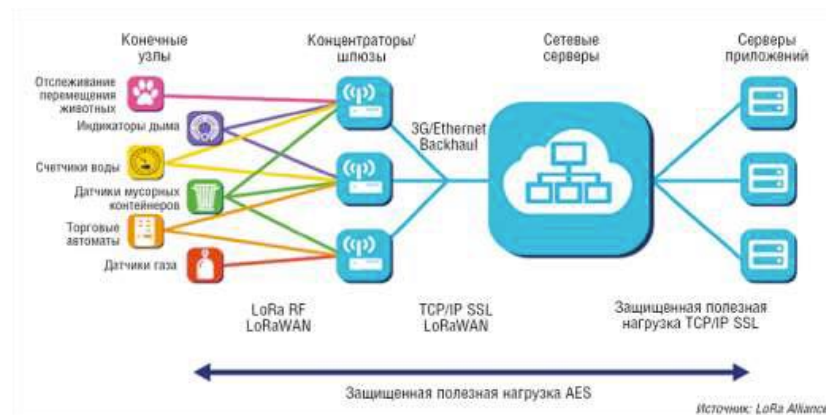 Конечные
узлы
Концентраторы/
шлюзы
Сетевые
серверы
Серверы
приложений
Отслеживание
перемещения
животных
Индикаторы дыма
Счетчики воды
Датчики мусорных
контейнеров
Торговые
автоматы
Датчики газа
3G/Ethernet
Backhaul
LoRa RF
LoRaWAN
TCP/IP SSL
LoRaWAN
Защищенная полезная
нагрузка TCP/IP SSL
Защищенная полезная нагрузка AES
Источник: LoRa Alliance